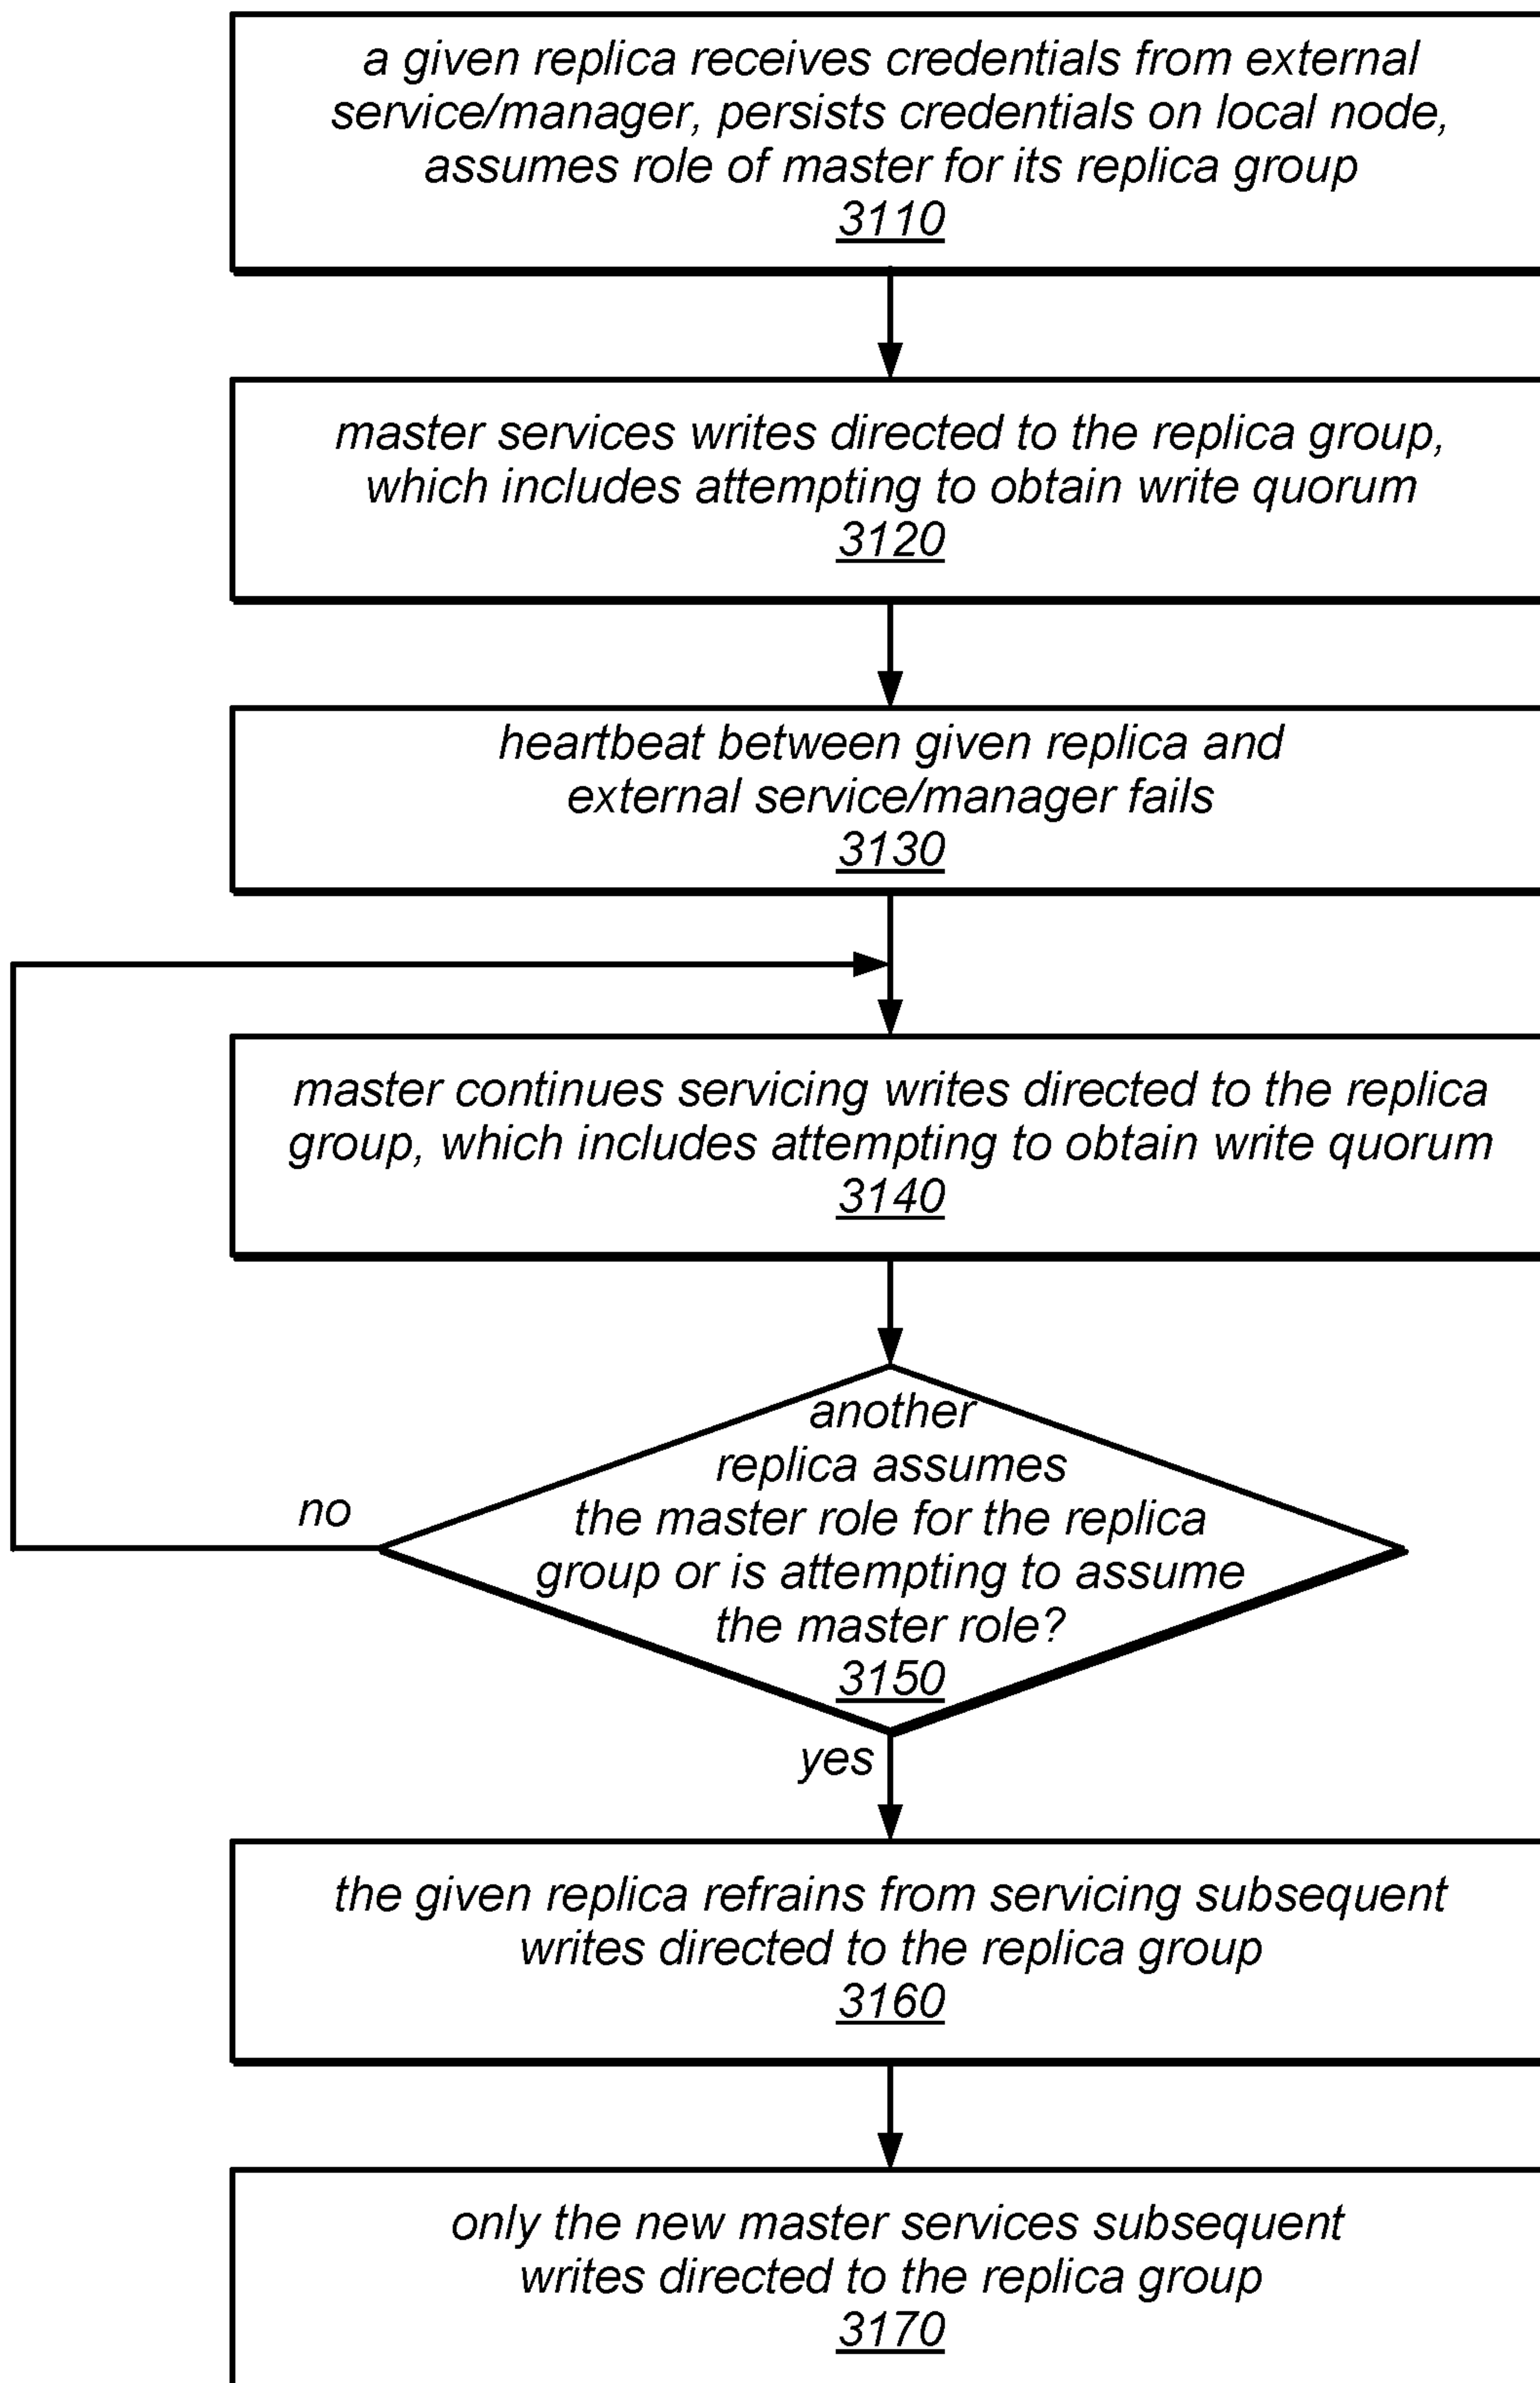 a given replica receives credentials from external
service/manager, persists credentials on local node,
assumes role of master for its replica group
3110
master services writes directed to the replica group,
which includes attempting to obtain write quorum
3120
heartbeat between given replica and
external service/manager fails
3130
master continues servicing writes directed to the replica
group, which includes attempting to obtain write quorum
3140
another
replica assumes
the master role for the replica
group or is attempting to assume
the master role?
3150
no
yes
the given replica refrains from servicing subsequent
writes directed to the replica group
3160
only the new master services subsequent
writes directed to the replica group
3170